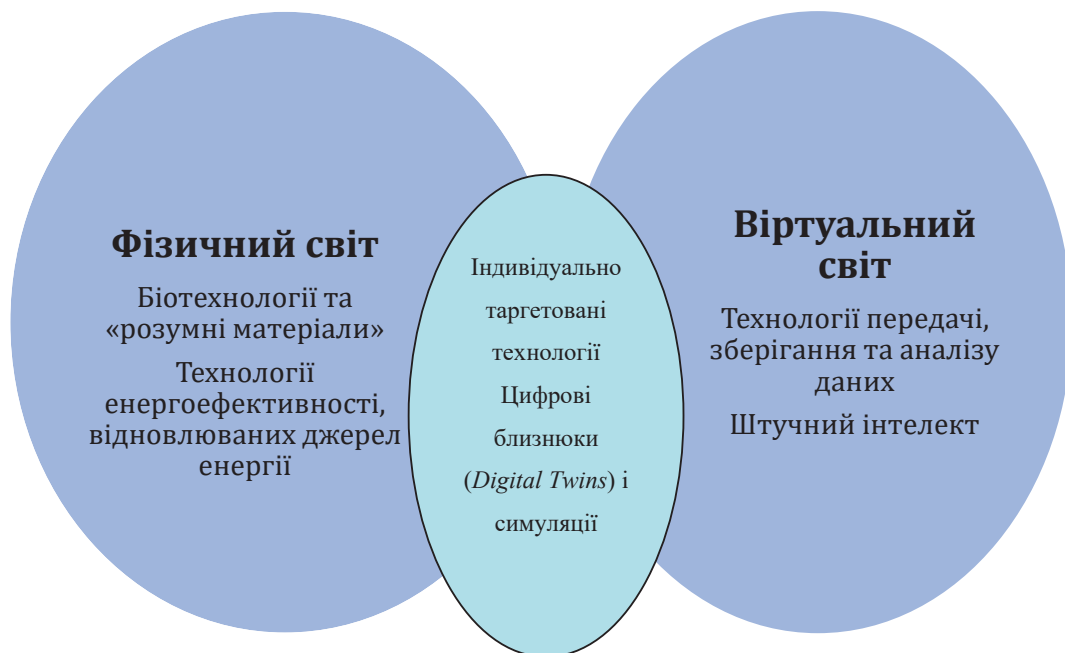 Фізичний світ
Біотехнології та
«розумні матеріали»
Технології
енергоефективності,
відновлюваних джерел
енергії
Індивідуально
таргетовані
технології
Цифрові
близнюки
(Digital Twins) і
симуляції
Віртуальний
світ
Технології передачі,
зберігання та аналізу
даних
Штучний інтелект